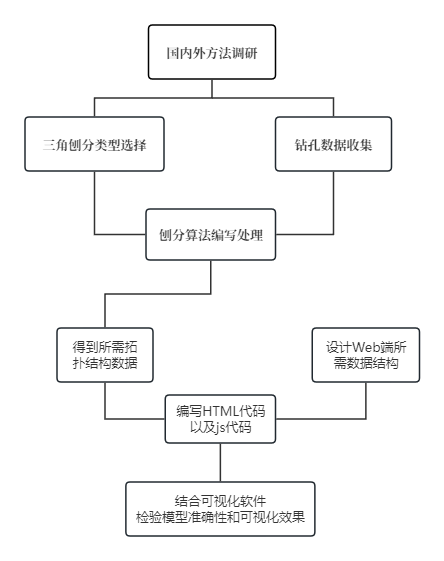 国内外方法调研
三角刨分类型选择
钻孔数据收集
刨分算法编写处理
得到所需拓
扑结构数据
设计Web端所
需数据结构
编写HTML代码
以及js代码
结合可视化软件
检验模型准确性和可视化效果